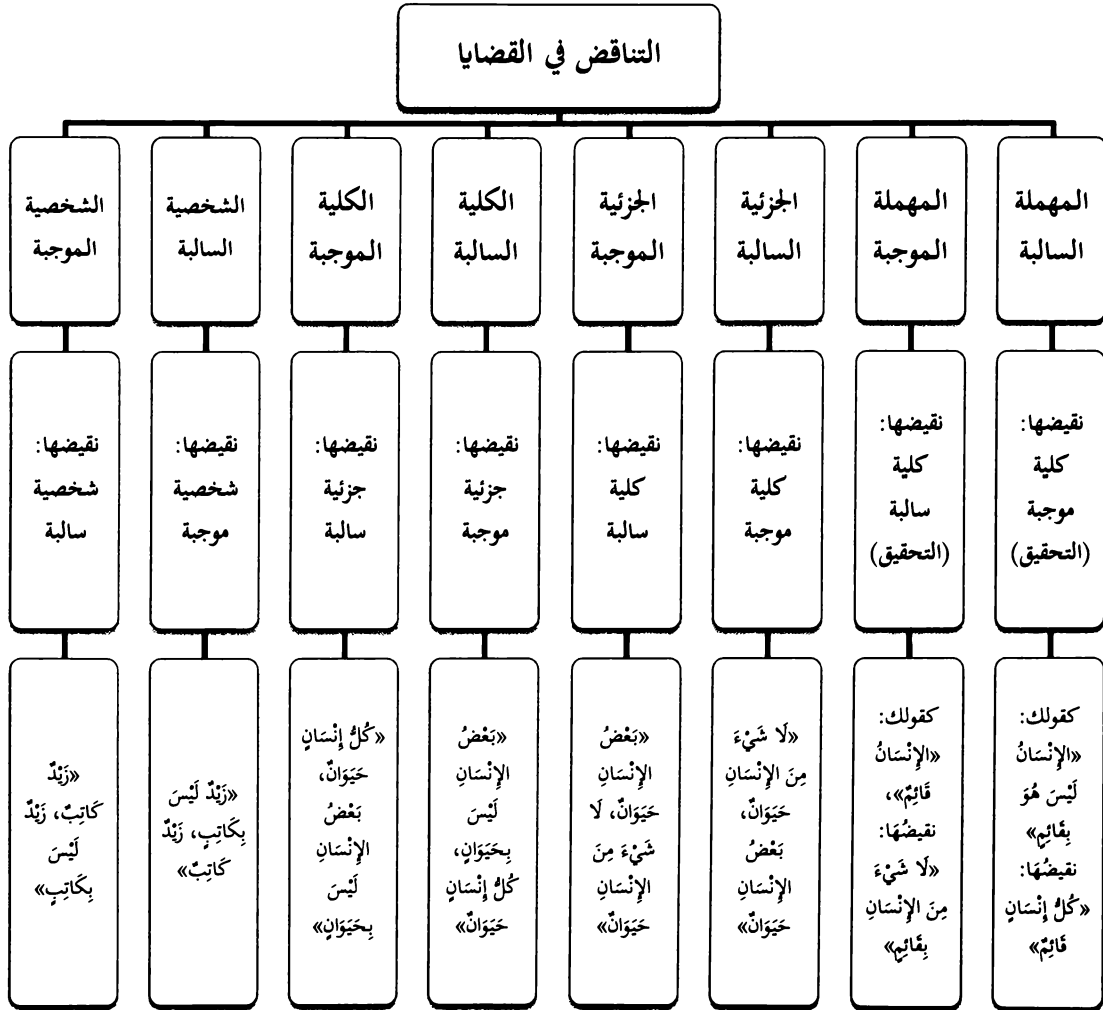 التناقض في القضايا
المهملة
السالبة
المهملة
الموجبة
الجزئية
السالبة
الجزئية
الموجبة
الكلية
السالبة
الكلية
الموجبة
الشخصية
السالبة
الشخصية
الموجبة
نقيضها:
كلية
موجبة
(التحقيق)
نقيضها:
كلية
سالبة
(التحقيق)
نقيضها:
كلية
موجبة
نقيضها:
كلية
سالبة
نقيضها:
جزئية
موجبة
نقيضها:
جزئية
سالبة
نقيضها:
شخصية
موجبة
نقيضها:
شخصية
سالبة
كقولك:
«الإِنْسَانُ
لَيْسَ هُوَ
بِقَائِمٍ»
نقيضُهَا:
«كُلُّ إِنْسَانٍ
قَائِمٌ»
كقولك:
«الإِنْسَانُ
قَائِمٌ»،
نقيضُهَا:
«لَا شَيْءَ
مِنَ الإِنْسَانِ
بِقَائِمٍ»
«لَا شَيْءَ
مِنَ الإِنْسَانِ
حَيَوَانٌ،
بَعْضُ
الإِنْسَانِ
حَيَوَانٌ»
«بَعْضُ
الإِنْسَانِ
حَيَوَانٌ، لَا
شَيْءَ مِنَ
الإِنْسَانِ
حَيَوَانٌ»
«بَعْضُ
الإِنْسَانِ
لَيْسَ
بِحَيَوَانٍ،
كُلُّ إِنْسَانٍ
حَيَوَانٌ»
«كُلُّ إِنْسَانٍ
حَيَوَانٌ،
بَعْضُ
الإِنْسَانِ
لَيْسَ
بِحَيَوَانٍ»
«زَيْدٌ لَيْسَ
بِكَاتِبٍ، زَيْدٌ
كَاتِبٌ»
«زَيْدٌ
كَاتِبٌ، زَيْدٌ
لَيْسَ
بِكَاتِبٍ»